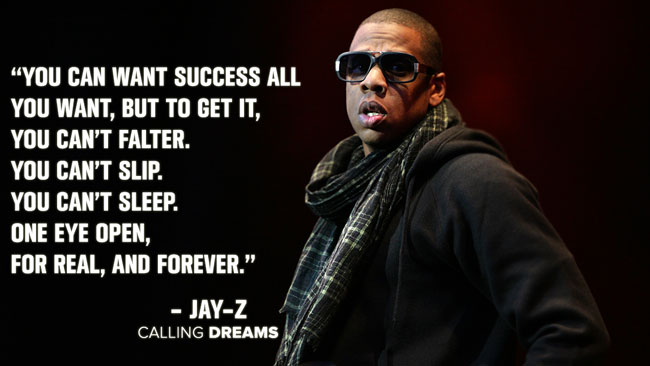 “YOU CAN WANT SUCCESS ALL
YOU WANT, BUT TO GET IT,
YOU CAN’T FALTER.
YOU CAN’T SLIP.
YOU CAN’T SLEEP.
ONE EYE OPEN,
FOR REAL, AND FOREVER.”
– JAY-Z
CALLING DREAMS